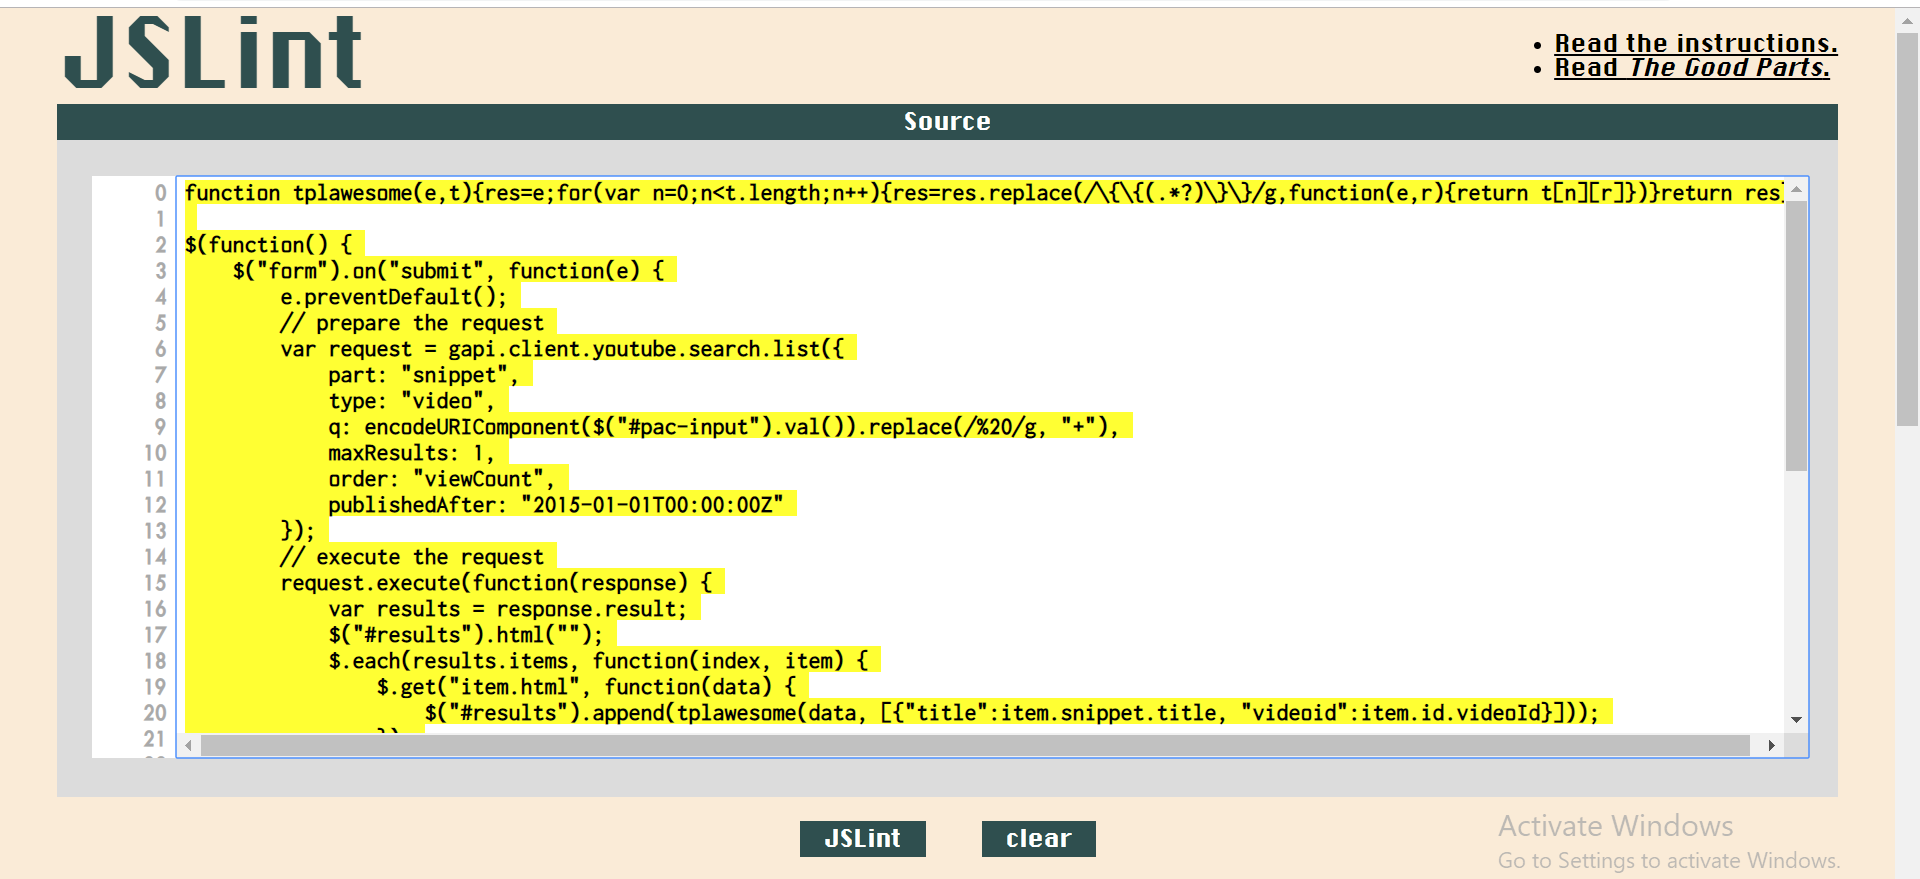 JSLint
• Read the instructions.
• Read The Good Parts.
Source
0 function tplawesome(e,t){res=e;for(var n=0;n<t.length;n++){res=res.replace(/\{\{(.*?)\}\}/g,function(e,r){return t[n][r]})}return res}
1
2 $(function() {
3     $("form").on("submit", function(e) {
4         e.preventDefault();
5         // prepare the request
6         var request = gapi.client.youtube.search.list({
7             part: "snippet",
8             type: "video",
9             q: encodeURIComponent($("#pac-input").val()).replace(/%20/g, "+"),
10             maxResults: 1,
11             order: "viewCount",
12             publishedAfter: "2015-01-01T00:00:00Z"
13         });
14         // execute the request
15         request.execute(function(response) {
16             var results = response.result;
17             $("#results").html("");
18             $.each(results.items, function(index, item) {
19                 $.get("item.html", function(data) {
20                     $("#results").append(tplawesome(data, [{"title":item.snippet.title, "videoid":item.id.videoId}]));
21
JSLint clear
Activate Windows
Go to Settings to activate Windows.